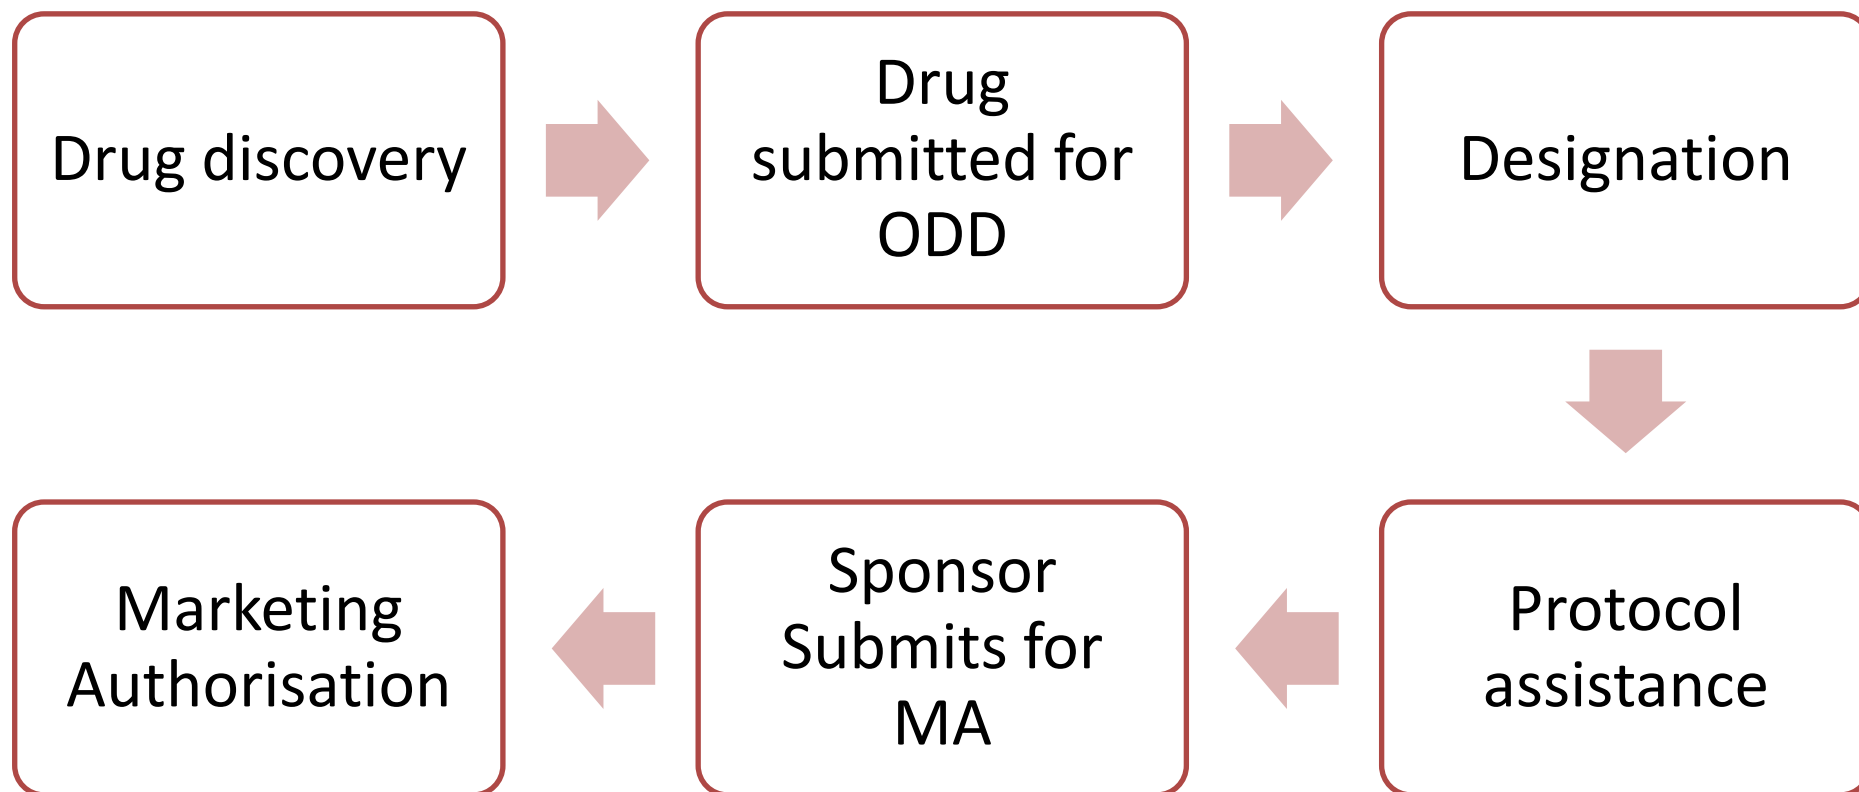 Drug discovery
Drug
submitted for
ODD
Designation
Protocol
assistance
Sponsor
Submits for
MA
Marketing
Authorisation